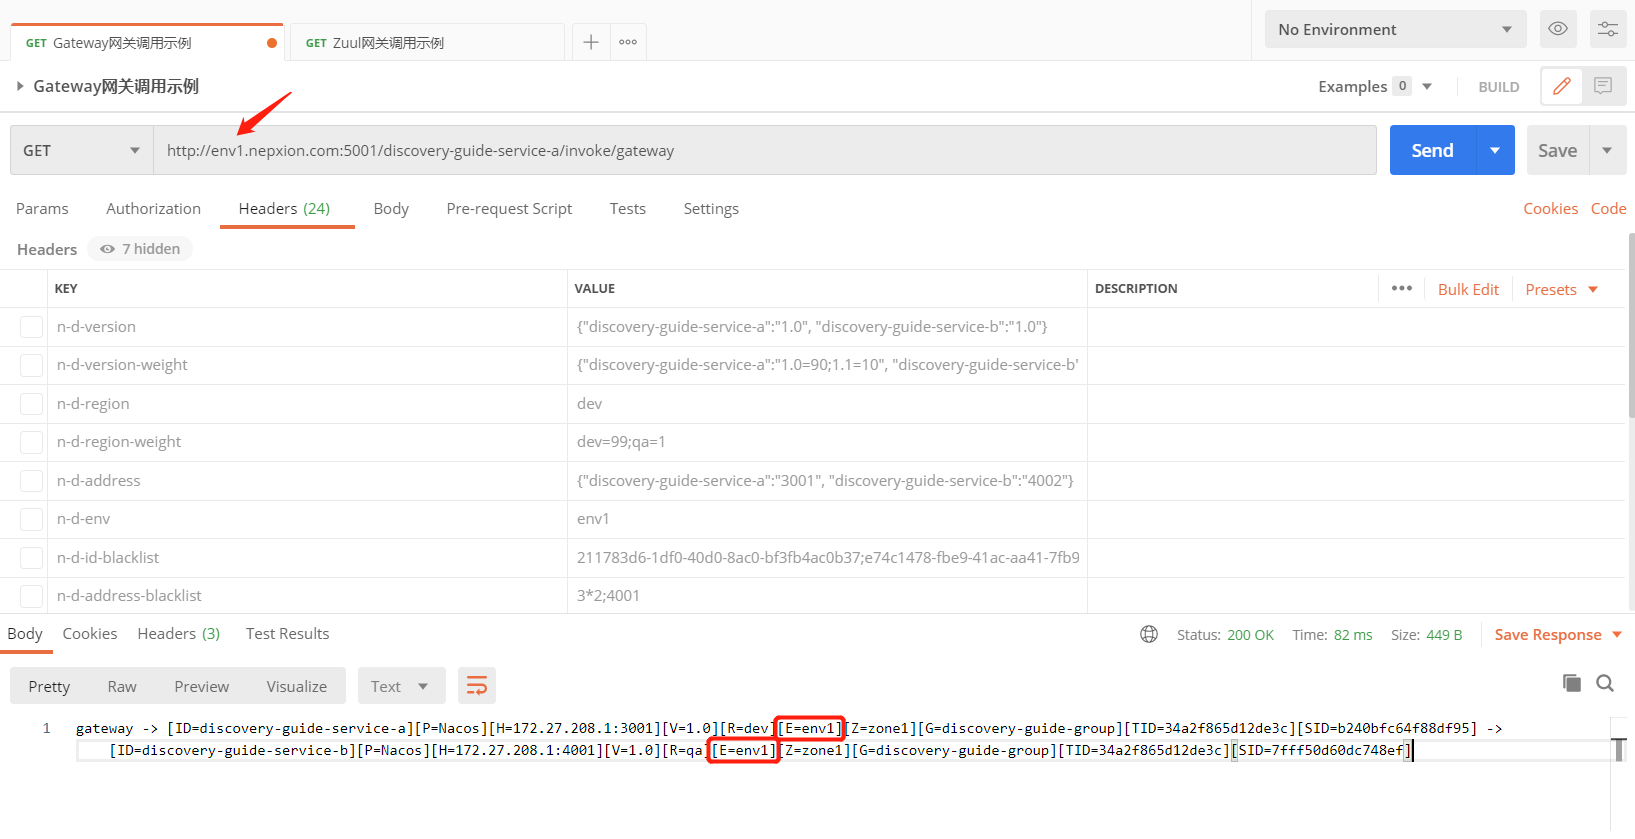 GET Gateway网关调用示例
GET Zuul网关调用示例
No Environment
Gateway网关调用示例
Examples 0
BUILD
GET
http://env1.nepxion.com:5001/discovery-guide-service-a/invoke/gateway
Send
Save
Params Authorization Headers (24) Body Pre-request Script Tests Settings
Cookies Code
Headers 7 hidden
KEY VALUE DESCRIPTION
Bulk Edit Presets
n-d-version {"discovery-guide-service-a":"1.0", "discovery-guide-service-b":"1.0"}
n-d-version-weight {"discovery-guide-service-a":"1.0=90;1.1=10", "discovery-guide-service-b"
n-d-region dev
n-d-region-weight dev=99;qa=1
n-d-address {"discovery-guide-service-a":"3001", "discovery-guide-service-b":"4002"}
n-d-env env1
n-d-id-blacklist 211783d6-1df0-40d0-8ac0-bf3fb4ac0b37;e74c1478-fbe9-41ac-aa41-7fb9
n-d-address-blacklist 3*2;4001
Body Cookies Headers (3) Test Results
Status: 200 OK Time: 82 ms Size: 449 B Save Response
Pretty Raw Preview Visualize Text
1 gateway -> [ID=discovery-guide-service-a][P=Nacos][H=172.27.208.1:3001][V=1.0][R=dev][E=env1][Z=zone1][G=discovery-guide-group][TID=34a2f865d12de3c][SID=b240bfc64f88df95] ->
[ID=discovery-guide-service-b][P=Nacos][H=172.27.208.1:4001][V=1.0][R=qa][E=env1][Z=zone1][G=discovery-guide-group][TID=34a2f865d12de3c][SID=7fff50d60dc748ef]